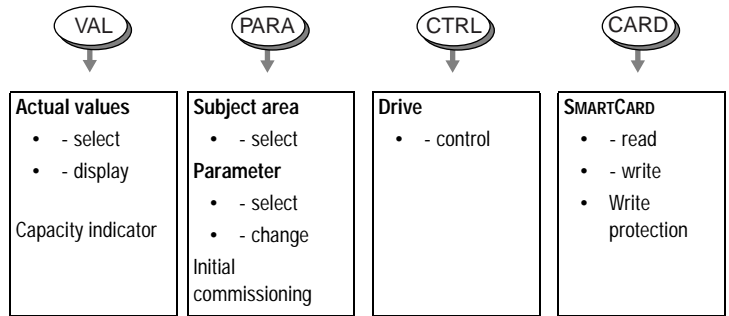 VAL
PARA
CTRL
CARD
Actual values
• - select
• - display
Capacity indicator
Subject area
• - select
Parameter
• - select
• - change
Initial
commissioning
Drive
• - control
SMARTCARD
• - read
• - write
• Write
protection